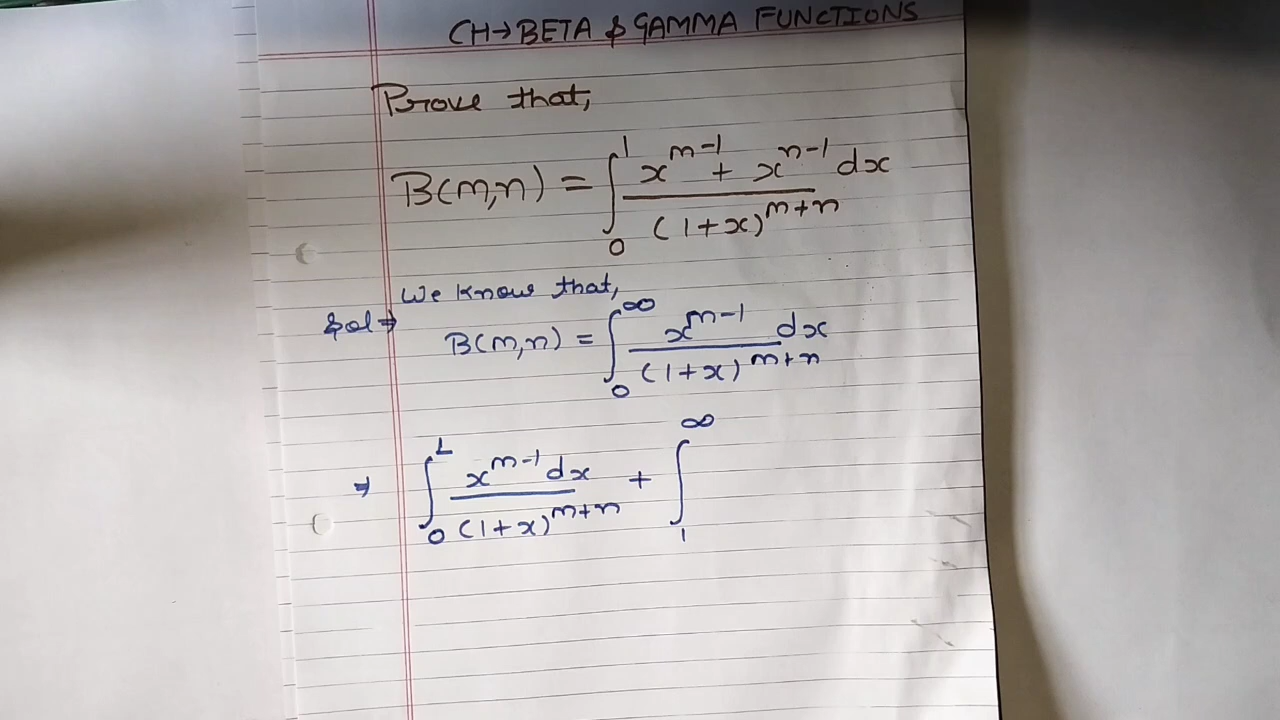 CH→ BETA & GAMMA FUNCTIONS
Prove that,
B(m,n) = ∫₀¹ (x^(m-1) + x^(n-1))/(1+x)^(m+n) dx
We know that,
Sol⇒ B(m,n) = ∫₀^∞ x^(m-1)/(1+x)^(m+n) dx
⇒ ∫₀¹ x^(m-1) dx/(1+x)^(m+n) + ∫₁^∞